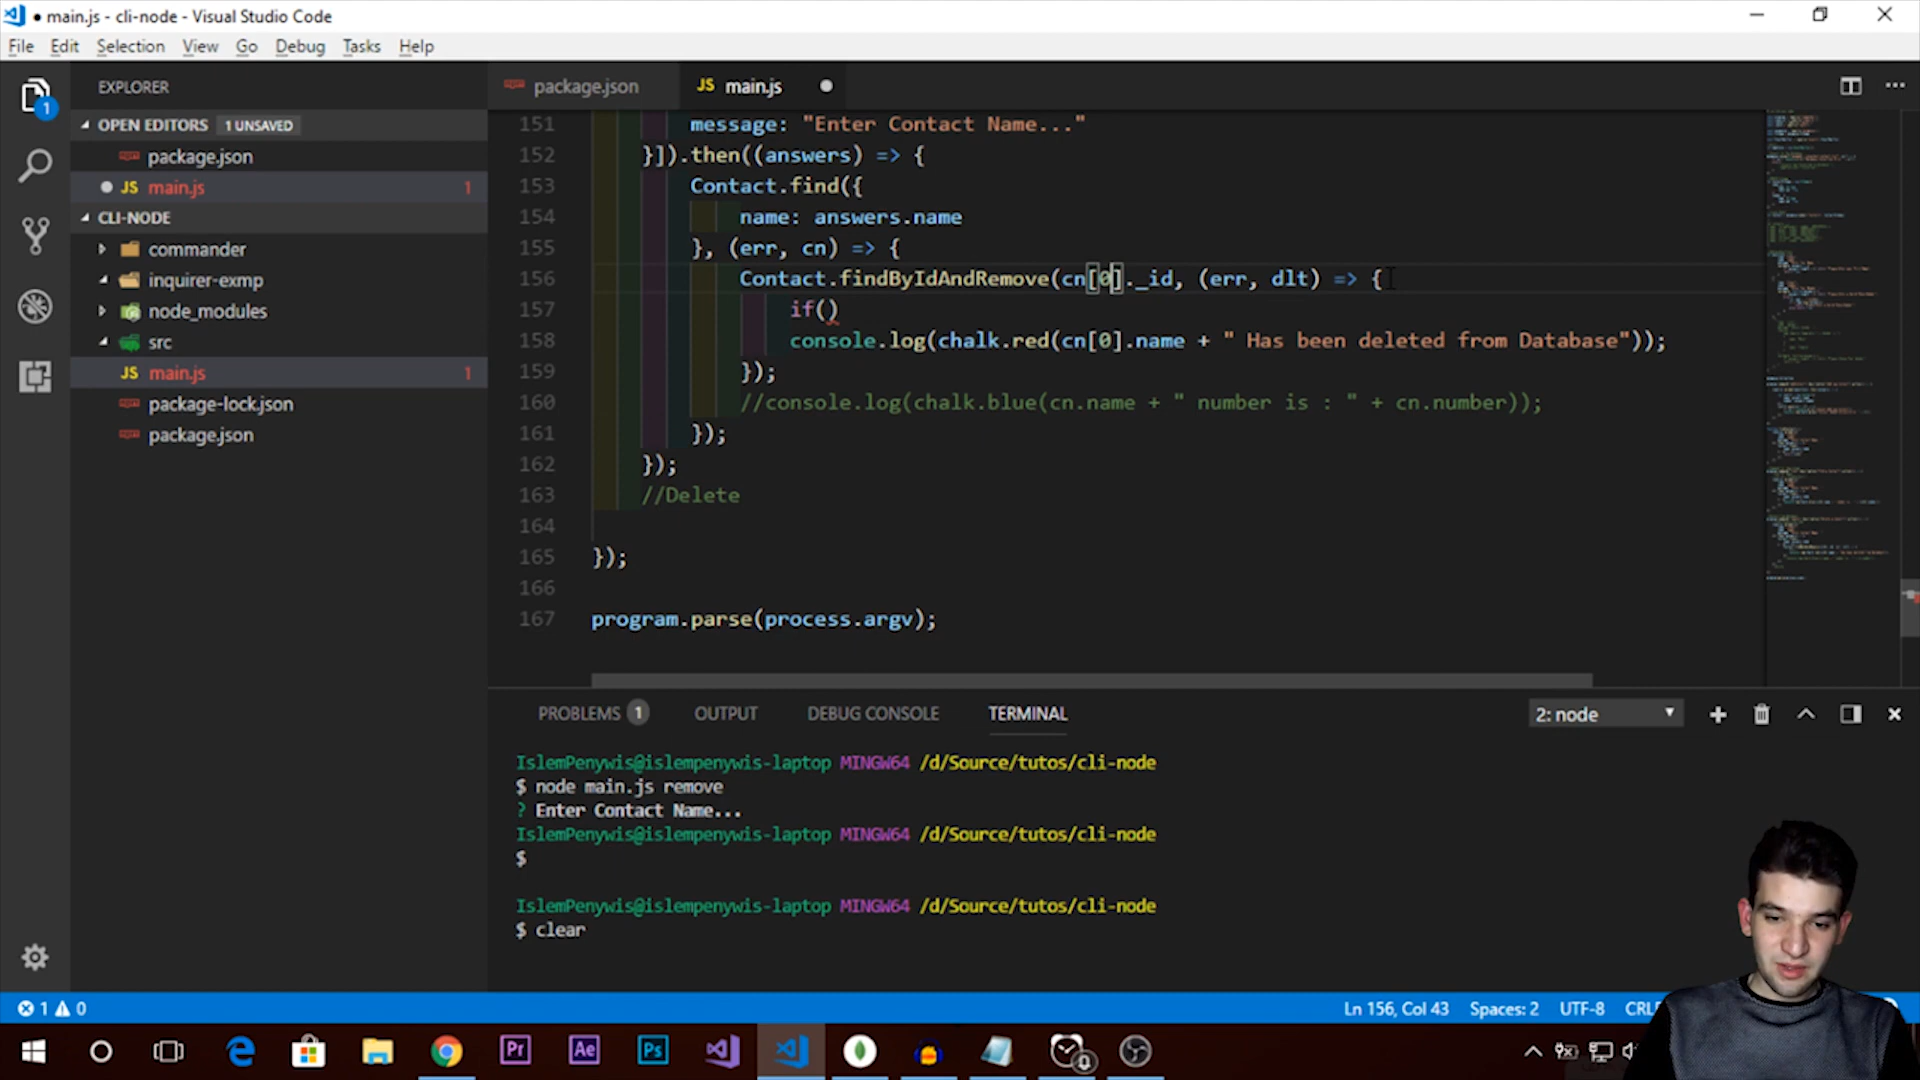 ● main.js - cli-node - Visual Studio Code
File Edit Selection View Go Debug Tasks Help
EXPLORER
OPEN EDITORS 1 UNSAVED
package.json
JS main.js 1
CLI-NODE
commander
inquirer-exmp
node_modules
src
JS main.js 1
package-lock.json
package.json
package.json
JS main.js
151 message: "Enter Contact Name..."
152 }]).then((answers) => {
153 Contact.find({
154 name: answers.name
155 }, (err, cn) => {
156 Contact.findByIdAndRemove(cn[0]._id, (err, dlt) => {
157 if()
158 console.log(chalk.red(cn[0].name + " Has been deleted from Database"));
159 });
160 //console.log(chalk.blue(cn.name + " number is : " + cn.number));
161 });
162 });
163 //Delete
164
165 });
166
167 program.parse(process.argv);
PROBLEMS 1 OUTPUT DEBUG CONSOLE TERMINAL
2: node
IslemPenywis@islempenywis-laptop MINGW64 /d/Source/tutos/cli-node
$ node main.js remove
? Enter Contact Name...
IslemPenywis@islempenywis-laptop MINGW64 /d/Source/tutos/cli-node
$
IslemPenywis@islempenywis-laptop MINGW64 /d/Source/tutos/cli-node
$ clear
1 0
Ln 156, Col 43 Spaces: 2 UTF-8 CRL
Pr Ae Ps